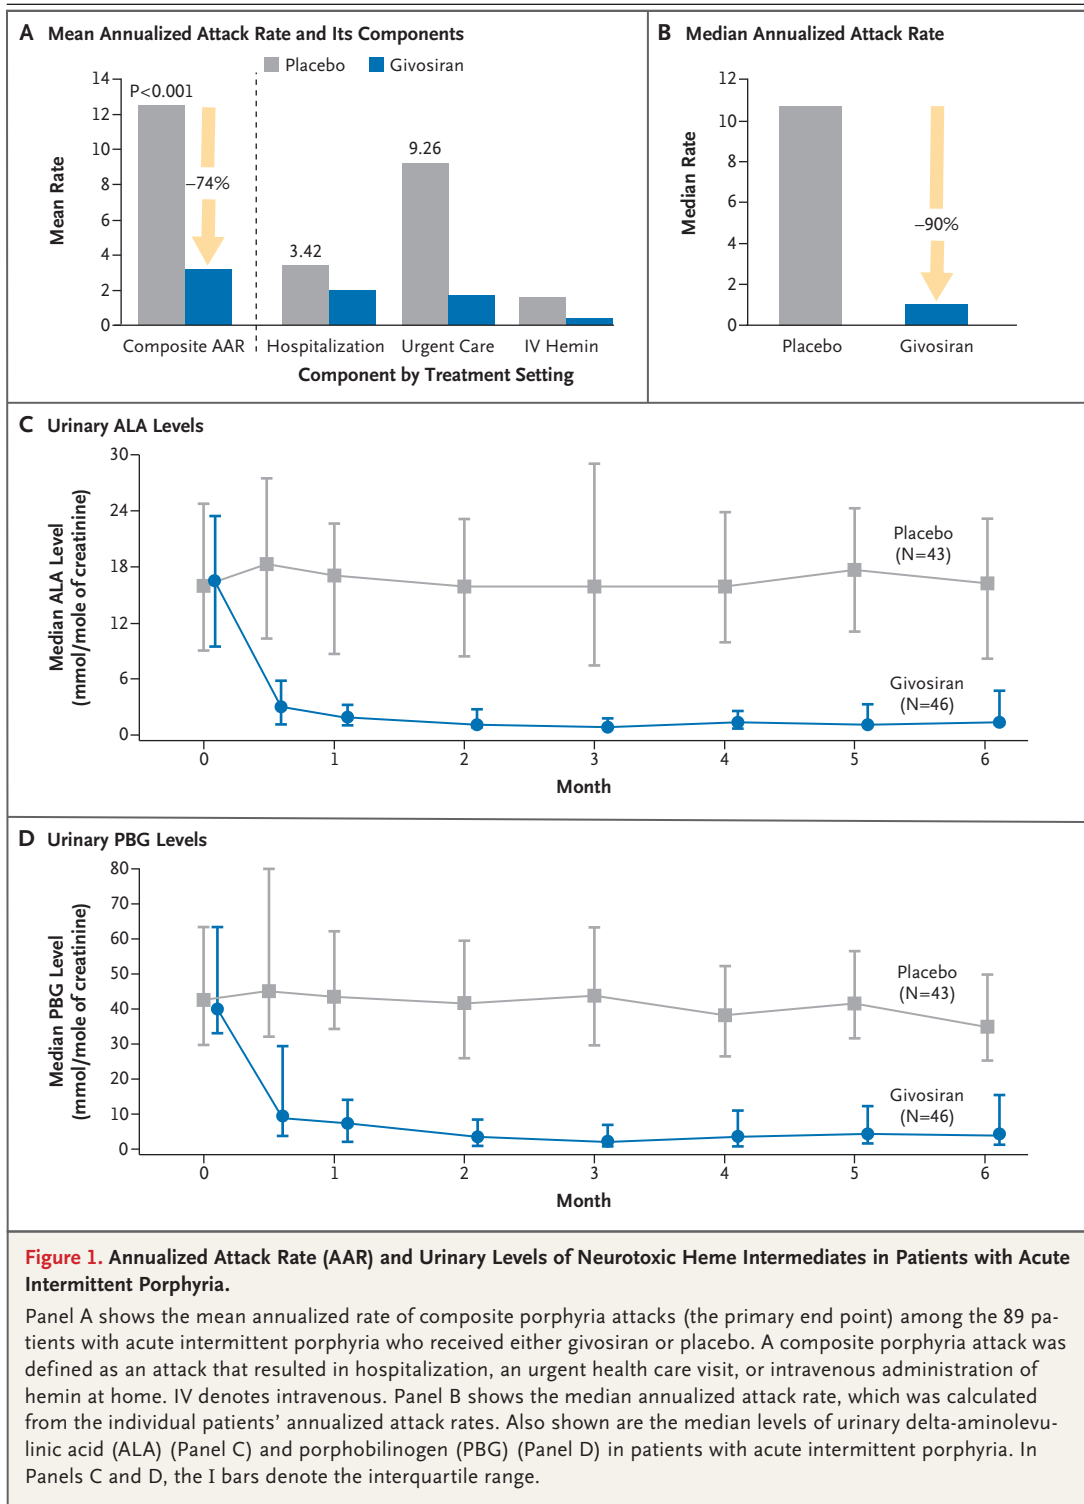 A Mean Annualized Attack Rate and Its Components
Placebo Givosiran
14
12
10
8
6
4
2
0
Mean Rate
P<0.001
−74%
3.42
9.26
Composite AAR Hospitalization Urgent Care IV Hemin
Component by Treatment Setting
B Median Annualized Attack Rate
12
10
8
6
4
2
0
Median Rate
−90%
Placebo Givosiran
C Urinary ALA Levels
30
24
18
12
6
0
Median ALA Level
(mmol/mole of creatinine)
Placebo
(N=43)
Givosiran
(N=46)
0 1 2 3 4 5 6
Month
D Urinary PBG Levels
80
70
60
50
40
30
20
10
0
Median PBG Level
(mmol/mole of creatinine)
Placebo
(N=43)
Givosiran
(N=46)
0 1 2 3 4 5 6
Month
Figure 1. Annualized Attack Rate (AAR) and Urinary Levels of Neurotoxic Heme Intermediates in Patients with Acute
Intermittent Porphyria.
Panel A shows the mean annualized rate of composite porphyria attacks (the primary end point) among the 89 pa-
tients with acute intermittent porphyria who received either givosiran or placebo. A composite porphyria attack was
defined as an attack that resulted in hospitalization, an urgent health care visit, or intravenous administration of
hemin at home. IV denotes intravenous. Panel B shows the median annualized attack rate, which was calculated
from the individual patients’ annualized attack rates. Also shown are the median levels of urinary delta-aminolevu-
linic acid (ALA) (Panel C) and porphobilinogen (PBG) (Panel D) in patients with acute intermittent porphyria. In
Panels C and D, the I bars denote the interquartile range.